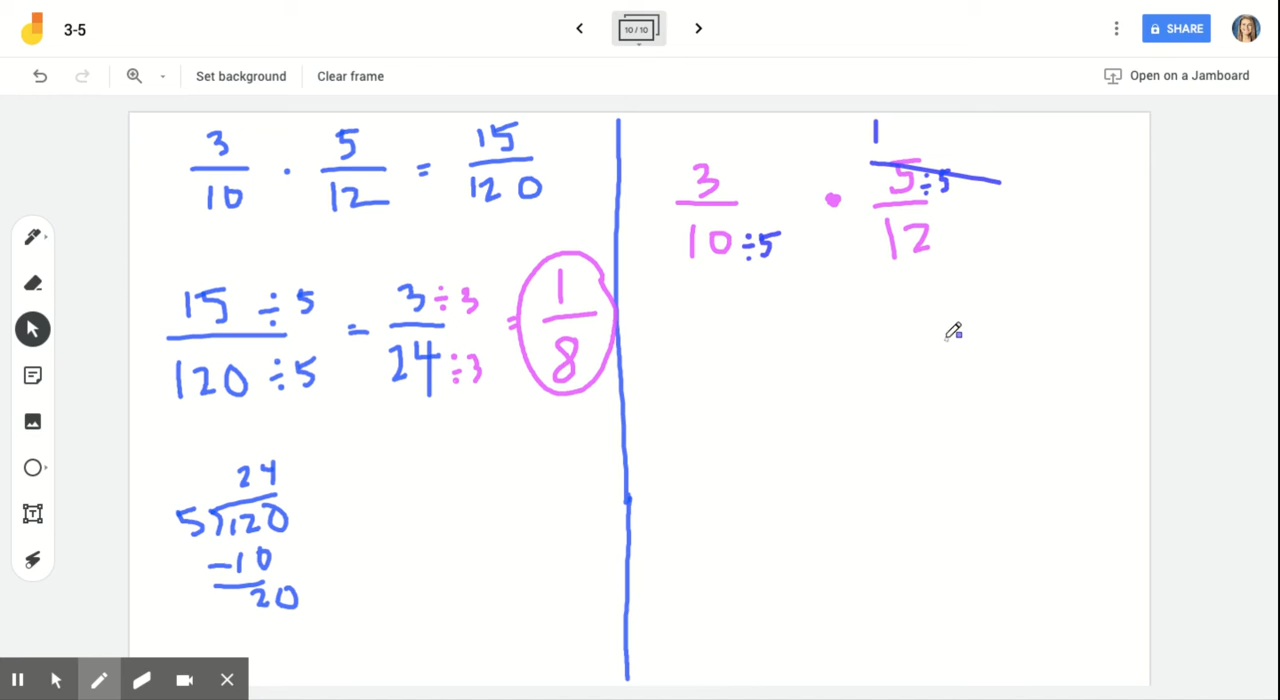 3-5
10 / 10
SHARE
Set background
Clear frame
Open on a Jamboard
3/10 · 5/12 = 15/120
15 ÷ 5 / 120 ÷ 5 = 3 ÷ 3 / 24 ÷ 3 = 1/8
24
5)120
-10
20
1
3/10 ÷5 · 5 ÷5/12